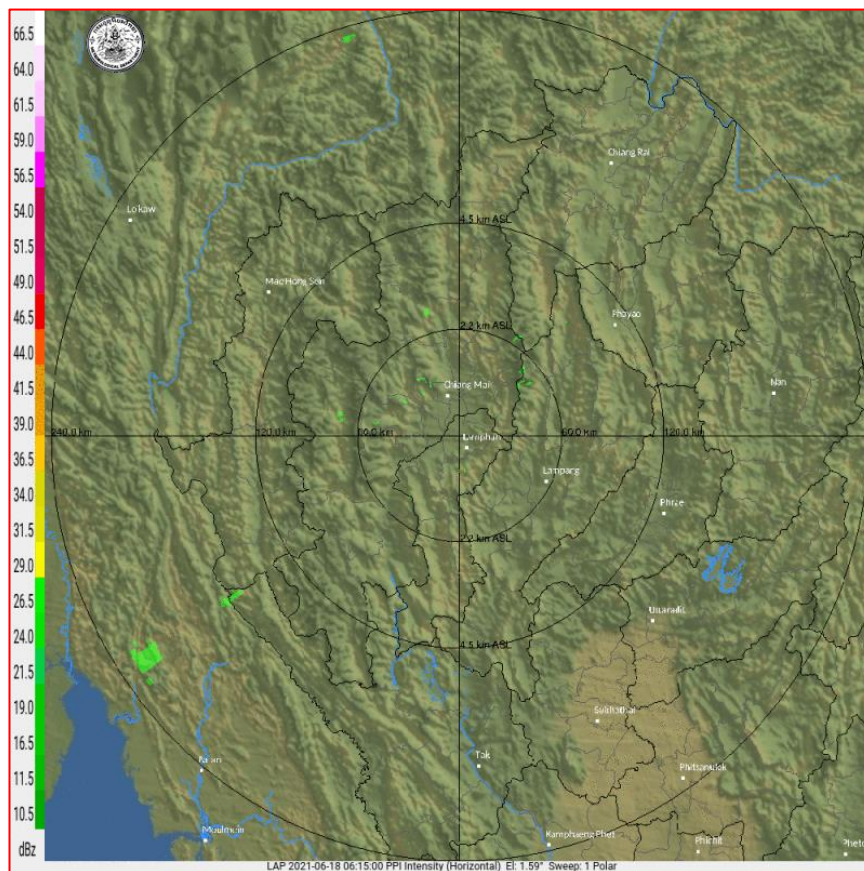 66.5
64.0
61.5
59.0
56.5
54.0
51.5
49.0
46.5
44.0
41.5
39.0
36.5
34.0
31.5
29.0
26.5
24.0
21.5
19.0
16.5
11.5
10.5
dBz
Chiang Rai
Loikaw
4.5 km ASL
Mae Hong Son
Phayao
2.2 km ASL
Chiang Mai
Nan
240.0 km
120.0 km
60.0 km
60.0 km
120.0 km
Lamphun
Lampang
Phrae
2.2 km ASL
Uttaradit
4.5 km ASL
Sukhothai
Tak
Pa'an
Phitsanulok
Moulmein
Kamphaeng Phet
Phichit
Phetc
LAP 2021-06-18 06:15:00 PPI Intensity (Horizontal) El: 1.59° Sweep: 1 Polar